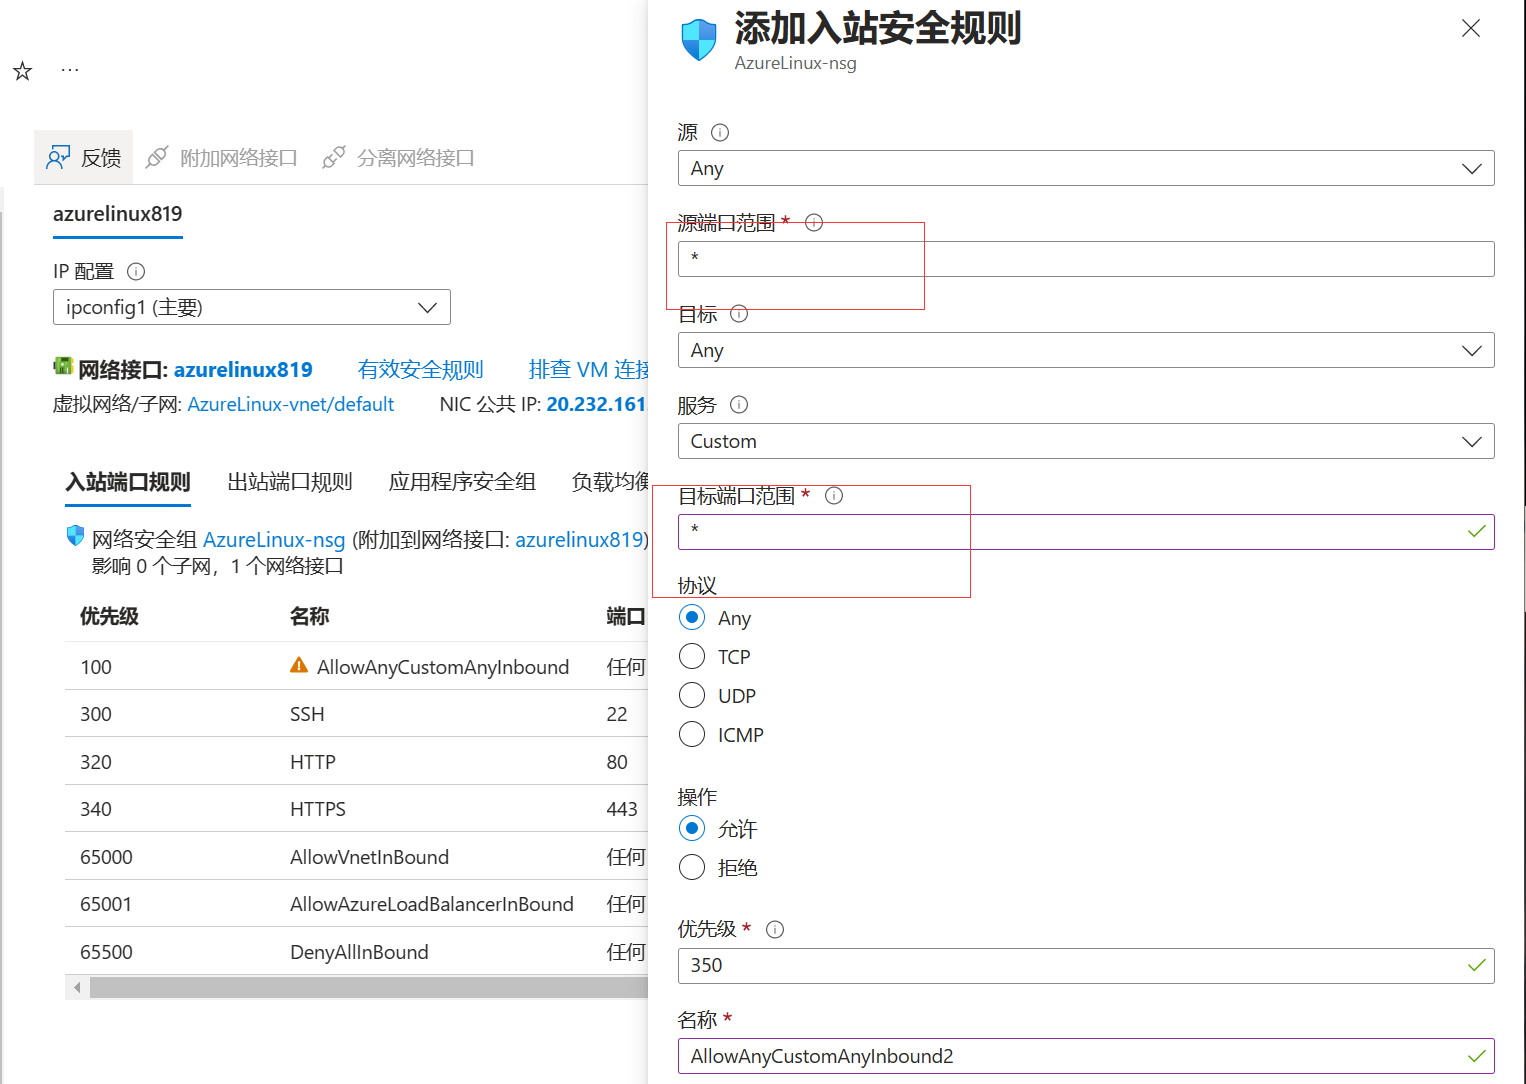 反馈
附加网络接口
分离网络接口
azurelinux819
IP 配置
ipconfig1 (主要)
网络接口: azurelinux819
有效安全规则
排查 VM 连接
虚拟网络/子网: AzureLinux-vnet/default
NIC 公共 IP: 20.232.161.
入站端口规则
出站端口规则
应用程序安全组
负载均衡
网络安全组 AzureLinux-nsg (附加到网络接口: azurelinux819)
影响 0 个子网，1 个网络接口
优先级 名称 端口
100 AllowAnyCustomAnyInbound 任何
300 SSH 22
320 HTTP 80
340 HTTPS 443
65000 AllowVnetInBound 任何
65001 AllowAzureLoadBalancerInBound 任何
65500 DenyAllInBound 任何
添加入站安全规则
AzureLinux-nsg
源
Any
源端口范围 *
*
目标
Any
服务
Custom
目标端口范围 *
*
协议
Any
TCP
UDP
ICMP
操作
允许
拒绝
优先级 *
350
名称 *
AllowAnyCustomAnyInbound2